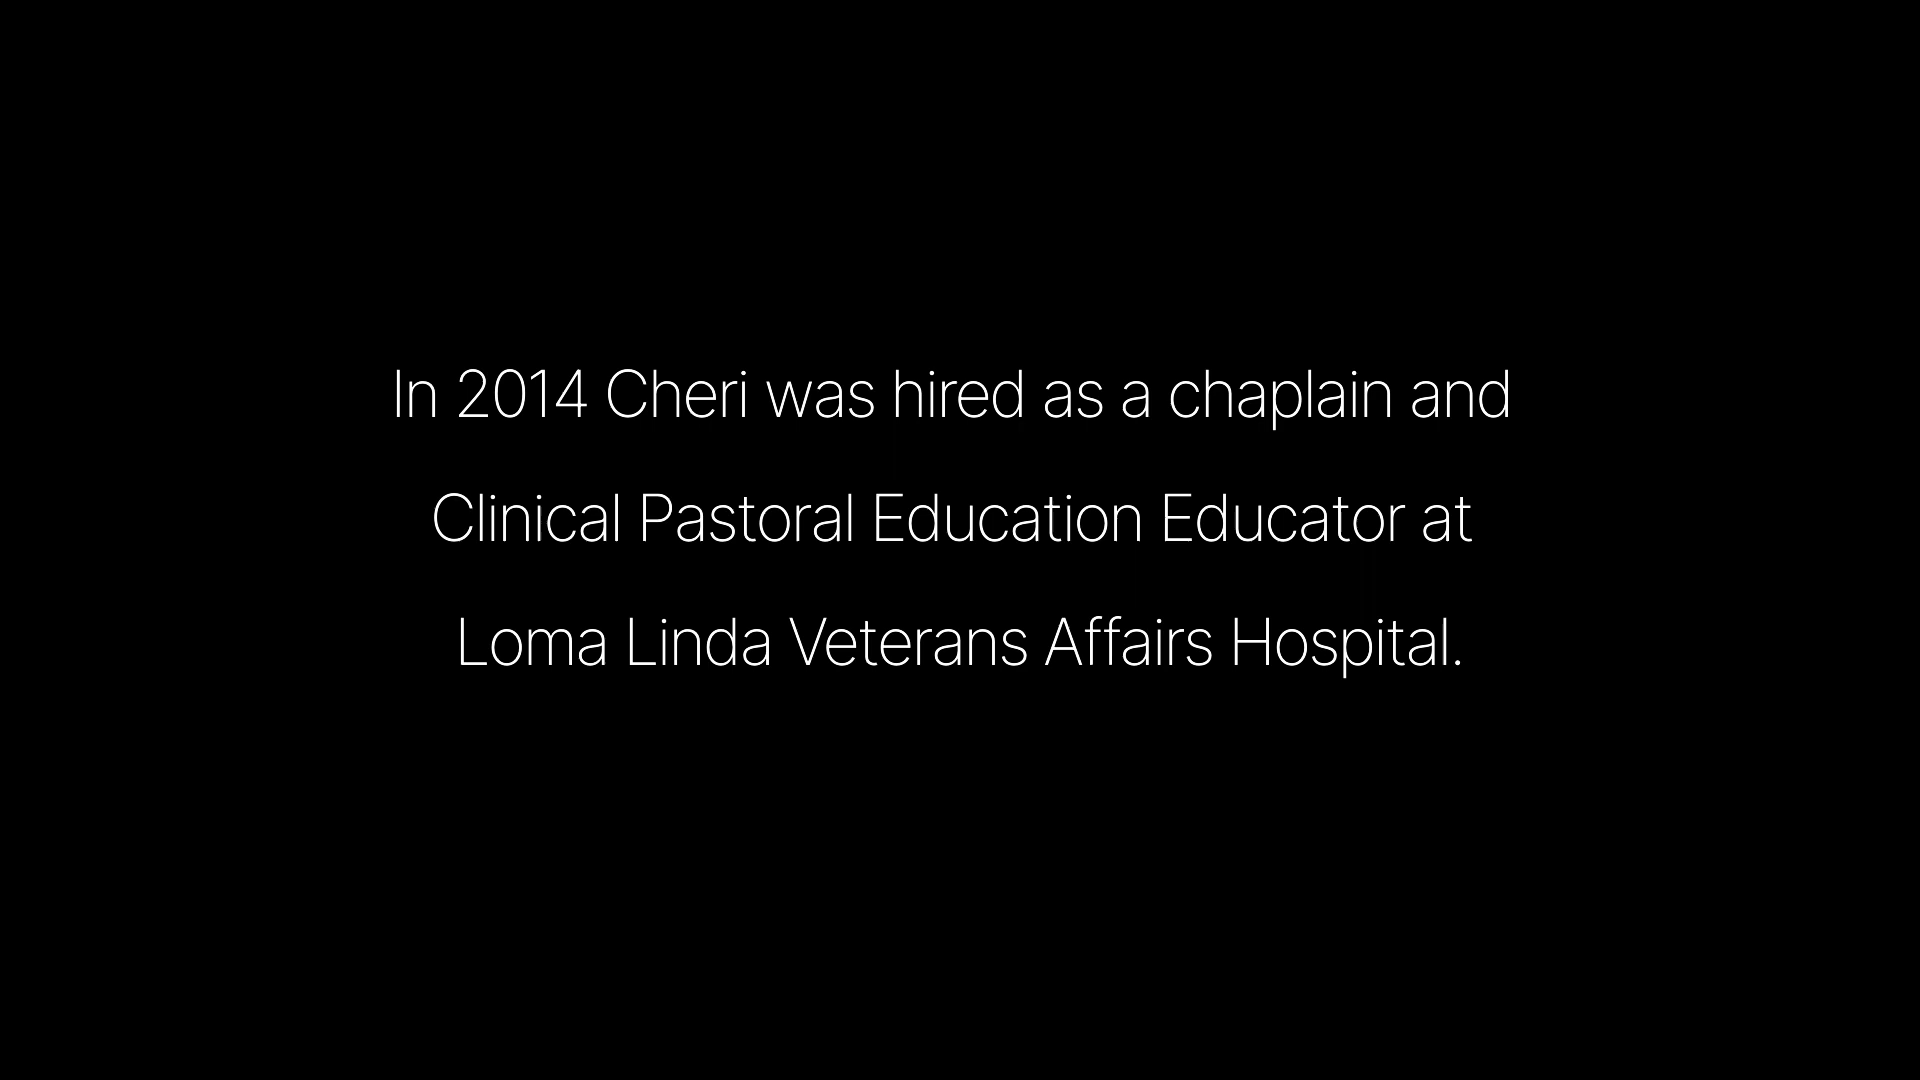 In 2014 Cheri was hired as a chaplain and
Clinical Pastoral Education Educator at
Loma Linda Veterans Affairs Hospital.